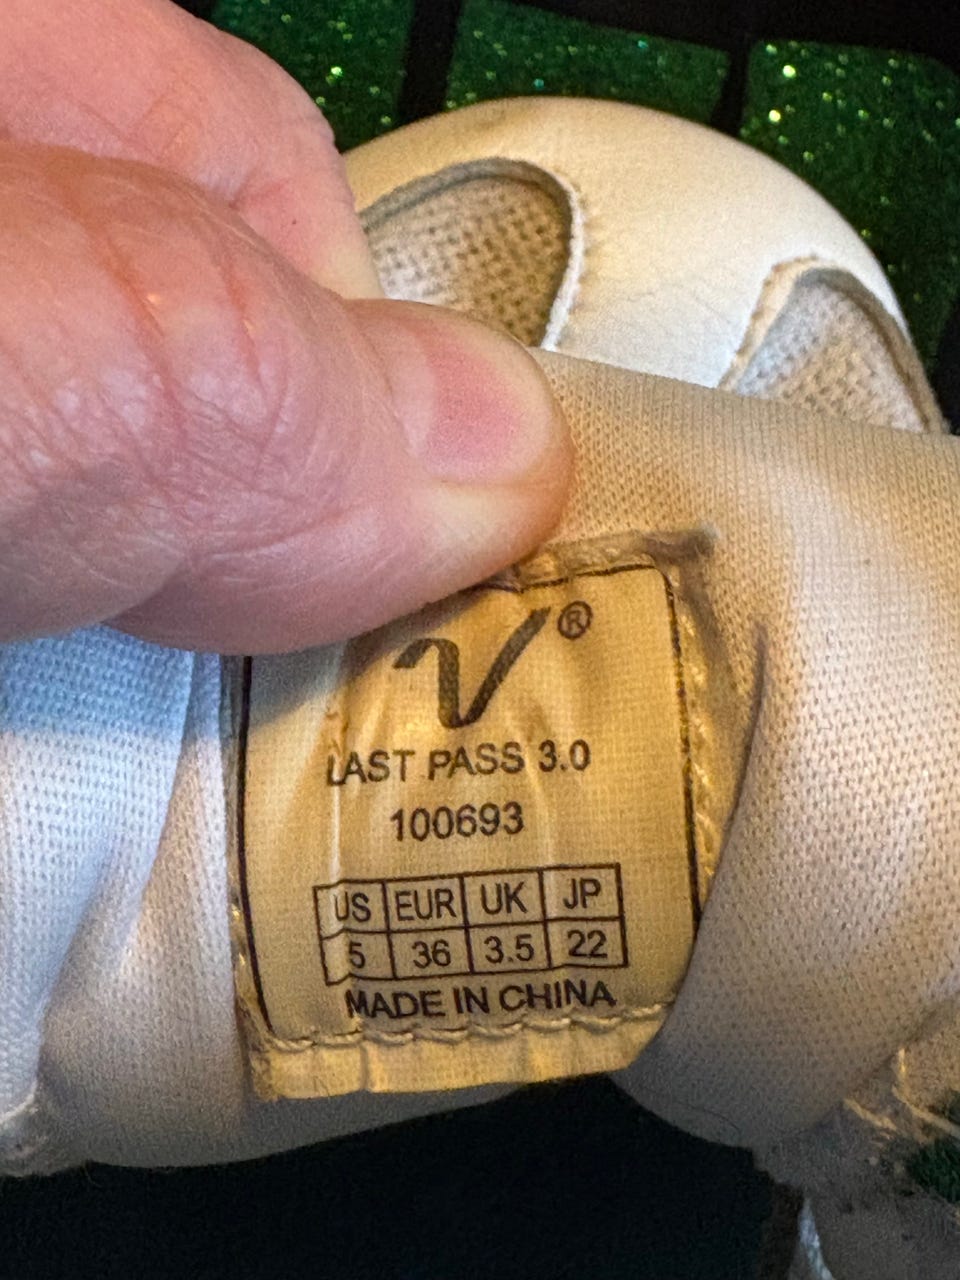 V®
LAST PASS 3.0
100693
US EUR UK JP
5 36 3.5 22
MADE IN CHINA